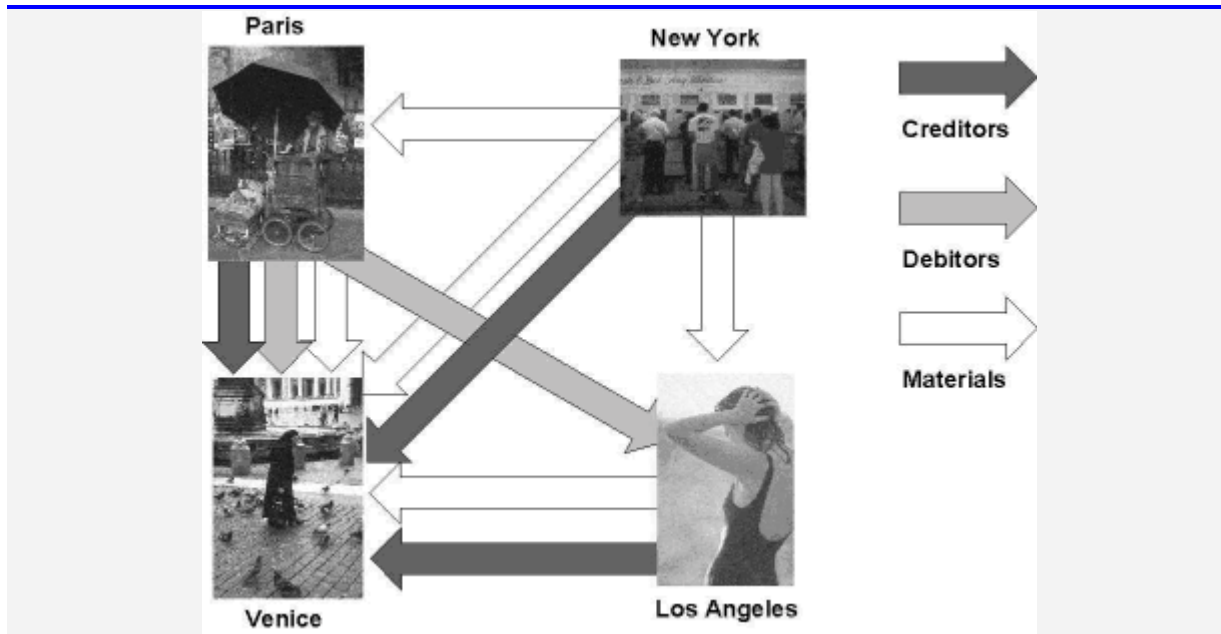 Paris
New York
Creditors
Debitors
Materials
Venice
Los Angeles